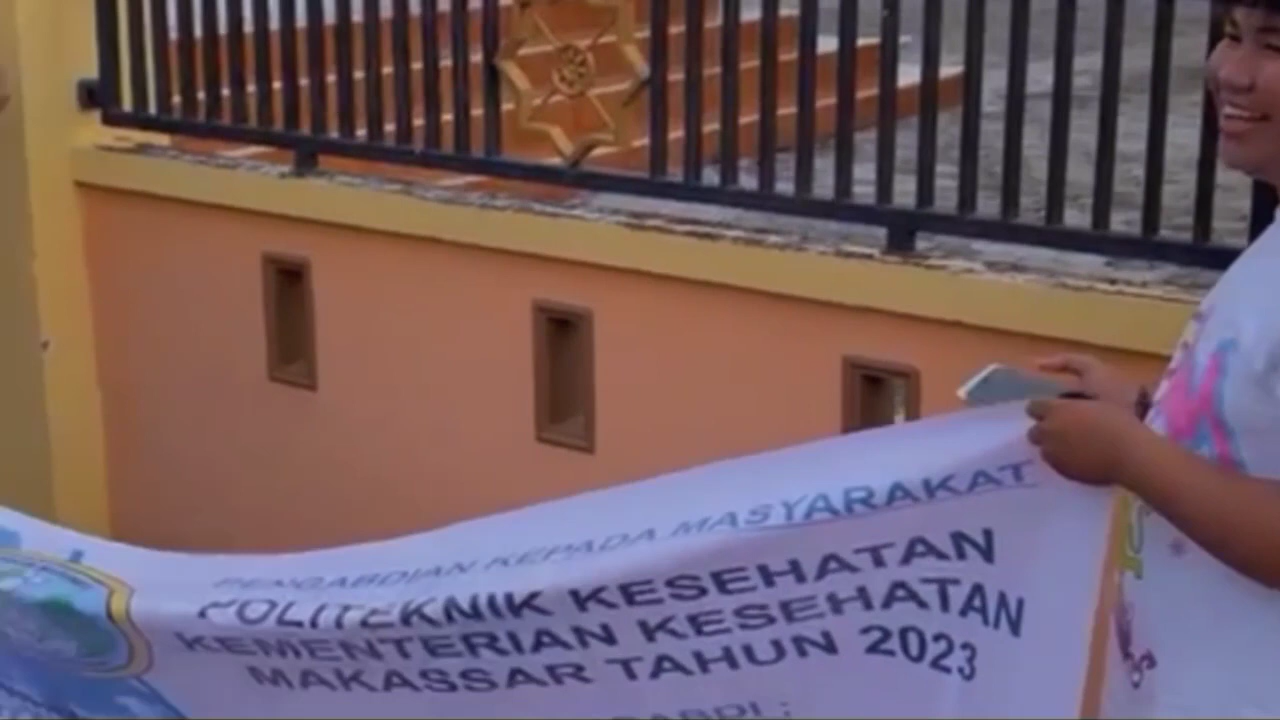 PENGABDIAN KEPADA MASYARAKAT
POLITEKNIK KESEHATAN
KEMENTERIAN KESEHATAN
MAKASSAR TAHUN 2023